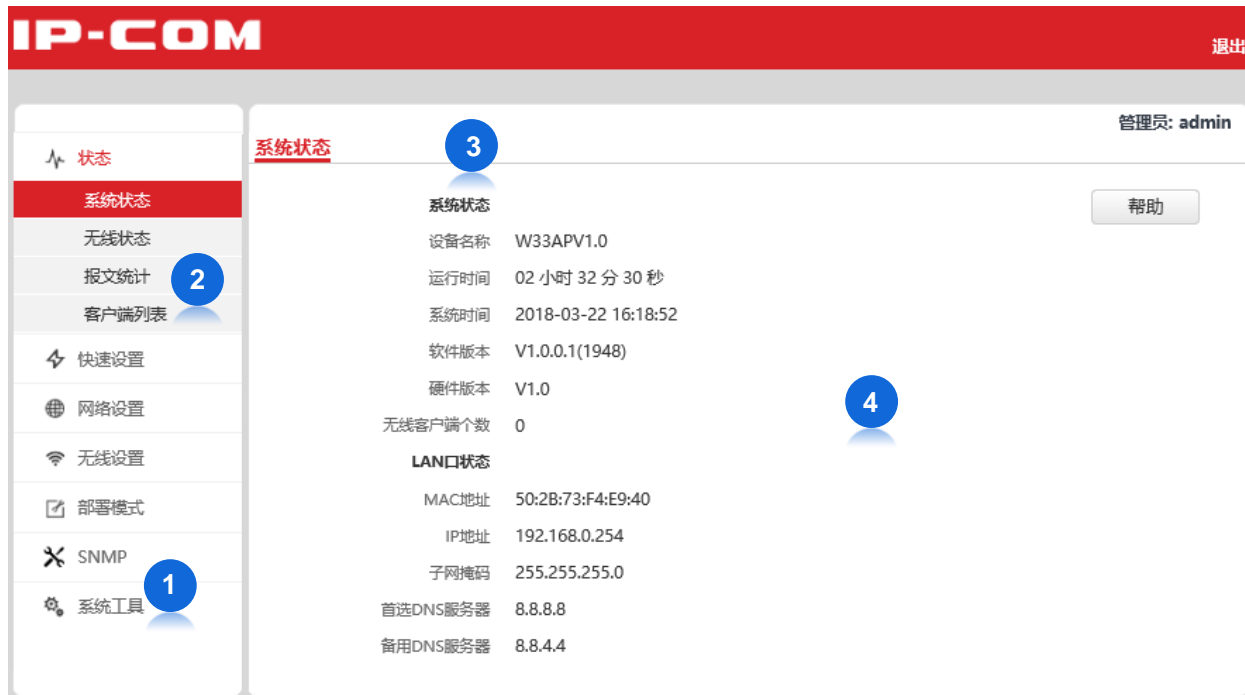 IP-COM
退出
管理员: admin
状态
系统状态
无线状态
报文统计
2
客户端列表
快速设置
网络设置
无线设置
部署模式
SNMP
1
系统工具
系统状态
3
系统状态
帮助
设备名称 W33APV1.0
运行时间 02 小时 32 分 30 秒
系统时间 2018-03-22 16:18:52
软件版本 V1.0.0.1(1948)
硬件版本 V1.0
4
无线客户端个数 0
LAN口状态
MAC地址 50:2B:73:F4:E9:40
IP地址 192.168.0.254
子网掩码 255.255.255.0
首选DNS服务器 8.8.8.8
备用DNS服务器 8.8.4.4